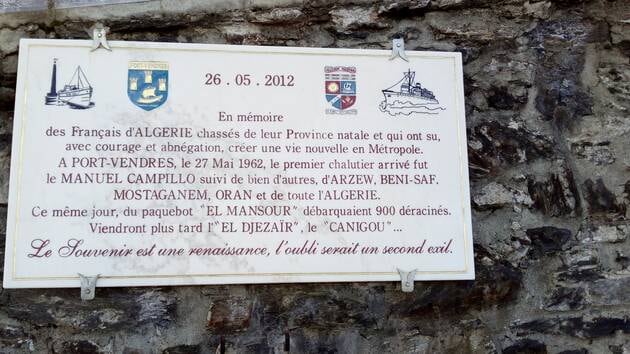 PORT-VENDRES
26.05.2012
En mémoire
des Français d'ALGERIE chassés de leur Province natale et qui ont su,
avec courage et abnégation, créer une vie nouvelle en Métropole.
A PORT-VENDRES, le 27 Mai 1962, le premier chalutier arrivé fut
le MANUEL CAMPILLO suivi de bien d'autres, d'ARZEW, BENI-SAF.
MOSTAGANEM, ORAN et de toute l'ALGERIE.
Ce même jour, du paquebot "EL MANSOUR" débarquaient 900 déracinés.
Viendront plus tard l'"EL DJEZAÏR", le "CANIGOU"...
Le Souvenir est une renaissance, l'oubli serait un second exil.